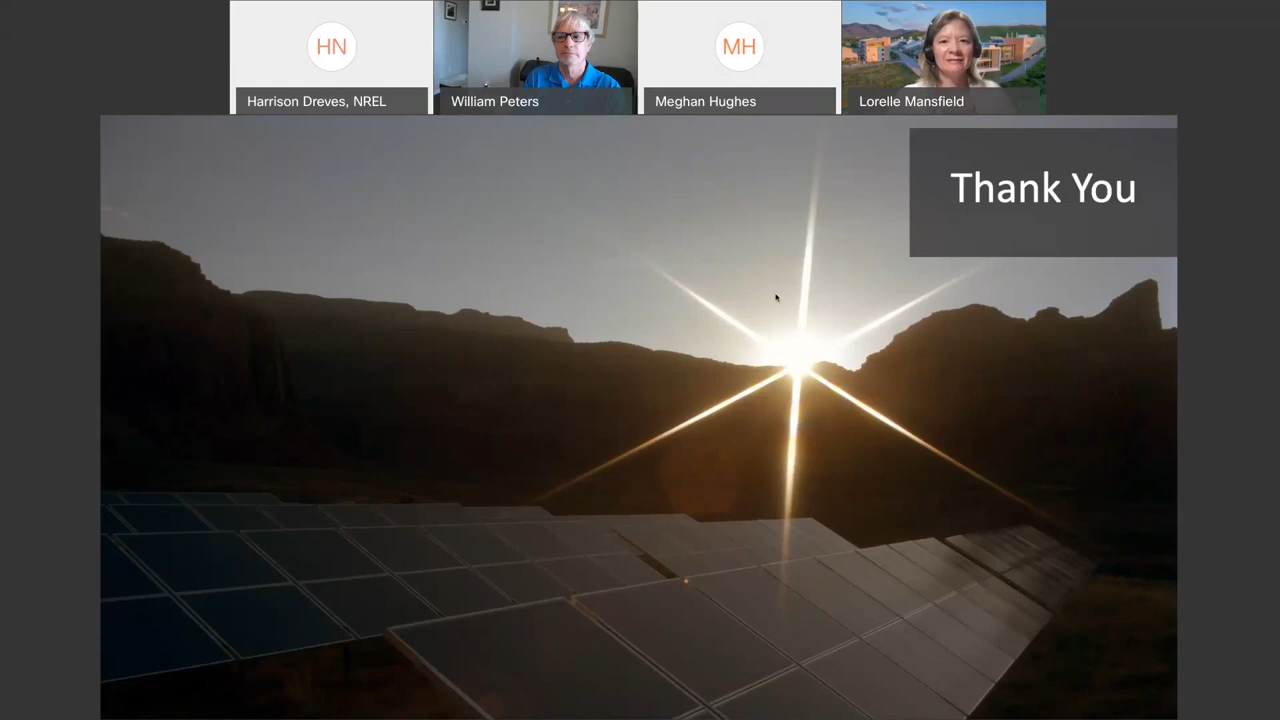 HN
MH
Harrison Dreves, NREL
William Peters
Meghan Hughes
Lorelle Mansfield
Thank You